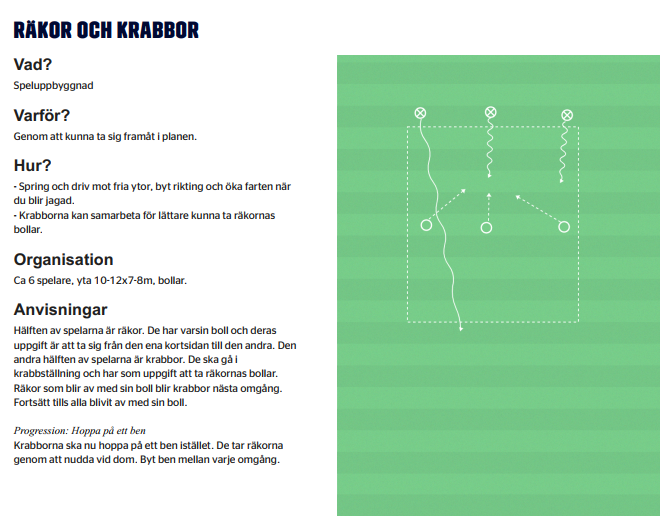 RÄKOR OCH KRABBOR
Vad?
Speluppbyggnad
Varför?
Genom att kunna ta sig framåt i planen.
Hur?
- Spring och driv mot fria ytor, byt rikting och öka farten när
du blir jagad.
- Krabborna kan samarbeta för lättare kunna ta räkornas
bollar.
Organisation
Ca 6 spelare, yta 10-12x7-8m, bollar.
Anvisningar
Hälften av spelarna är räkor. De har varsin boll och deras
uppgift är att ta sig från den ena kortsidan till den andra. Den
andra hälften av spelarna är krabbor. De ska gå i
krabbställning och har som uppgift att ta räkornas bollar.
Räkor som blir av med sin boll blir krabbor nästa omgång.
Fortsätt tills alla blivit av med sin boll.
Progression: Hoppa på ett ben
Krabborna ska nu hoppa på ett ben istället. De tar räkorna
genom att nudda vid dom. Byt ben mellan varje omgång.